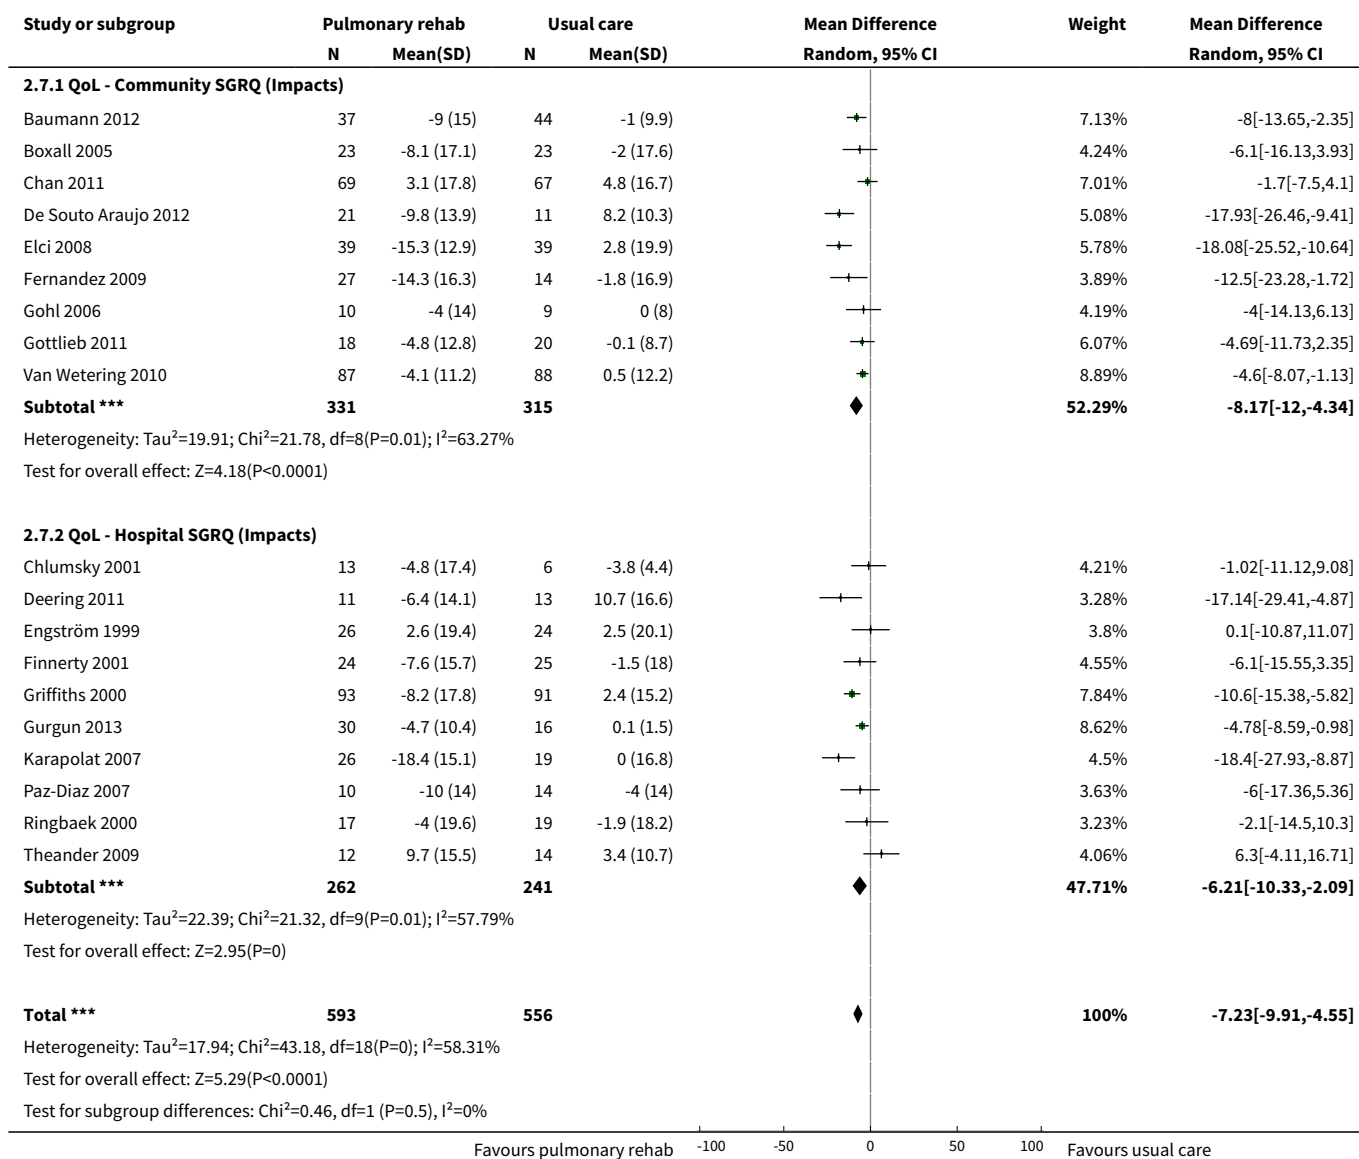 Study or subgroup Pulmonary rehab Usual care Mean Difference Weight Mean Difference
N Mean(SD) N Mean(SD) Random, 95% CI Random, 95% CI
2.7.1 QoL - Community SGRQ (Impacts)
Baumann 2012 37 -9 (15) 44 -1 (9.9) 7.13% -8[-13.65,-2.35]
Boxall 2005 23 -8.1 (17.1) 23 -2 (17.6) 4.24% -6.1[-16.13,3.93]
Chan 2011 69 3.1 (17.8) 67 4.8 (16.7) 7.01% -1.7[-7.5,4.1]
De Souto Araujo 2012 21 -9.8 (13.9) 11 8.2 (10.3) 5.08% -17.93[-26.46,-9.41]
Elci 2008 39 -15.3 (12.9) 39 2.8 (19.9) 5.78% -18.08[-25.52,-10.64]
Fernandez 2009 27 -14.3 (16.3) 14 -1.8 (16.9) 3.89% -12.5[-23.28,-1.72]
Gohl 2006 10 -4 (14) 9 0 (8) 4.19% -4[-14.13,6.13]
Gottlieb 2011 18 -4.8 (12.8) 20 -0.1 (8.7) 6.07% -4.69[-11.73,2.35]
Van Wetering 2010 87 -4.1 (11.2) 88 0.5 (12.2) 8.89% -4.6[-8.07,-1.13]
Subtotal *** 331 315 52.29% -8.17[-12,-4.34]
Heterogeneity: Tau²=19.91; Chi²=21.78, df=8(P=0.01); I²=63.27%
Test for overall effect: Z=4.18(P<0.0001)
2.7.2 QoL - Hospital SGRQ (Impacts)
Chlumsky 2001 13 -4.8 (17.4) 6 -3.8 (4.4) 4.21% -1.02[-11.12,9.08]
Deering 2011 11 -6.4 (14.1) 13 10.7 (16.6) 3.28% -17.14[-29.41,-4.87]
Engström 1999 26 2.6 (19.4) 24 2.5 (20.1) 3.8% 0.1[-10.87,11.07]
Finnerty 2001 24 -7.6 (15.7) 25 -1.5 (18) 4.55% -6.1[-15.55,3.35]
Griffiths 2000 93 -8.2 (17.8) 91 2.4 (15.2) 7.84% -10.6[-15.38,-5.82]
Gurgun 2013 30 -4.7 (10.4) 16 0.1 (1.5) 8.62% -4.78[-8.59,-0.98]
Karapolat 2007 26 -18.4 (15.1) 19 0 (16.8) 4.5% -18.4[-27.93,-8.87]
Paz-Diaz 2007 10 -10 (14) 14 -4 (14) 3.63% -6[-17.36,5.36]
Ringbaek 2000 17 -4 (19.6) 19 -1.9 (18.2) 3.23% -2.1[-14.5,10.3]
Theander 2009 12 9.7 (15.5) 14 3.4 (10.7) 4.06% 6.3[-4.11,16.71]
Subtotal *** 262 241 47.71% -6.21[-10.33,-2.09]
Heterogeneity: Tau²=22.39; Chi²=21.32, df=9(P=0.01); I²=57.79%
Test for overall effect: Z=2.95(P=0)
Total *** 593 556 100% -7.23[-9.91,-4.55]
Heterogeneity: Tau²=17.94; Chi²=43.18, df=18(P=0); I²=58.31%
Test for overall effect: Z=5.29(P<0.0001)
Test for subgroup differences: Chi²=0.46, df=1 (P=0.5), I²=0%
Favours pulmonary rehab -100 -50 0 50 100 Favours usual care